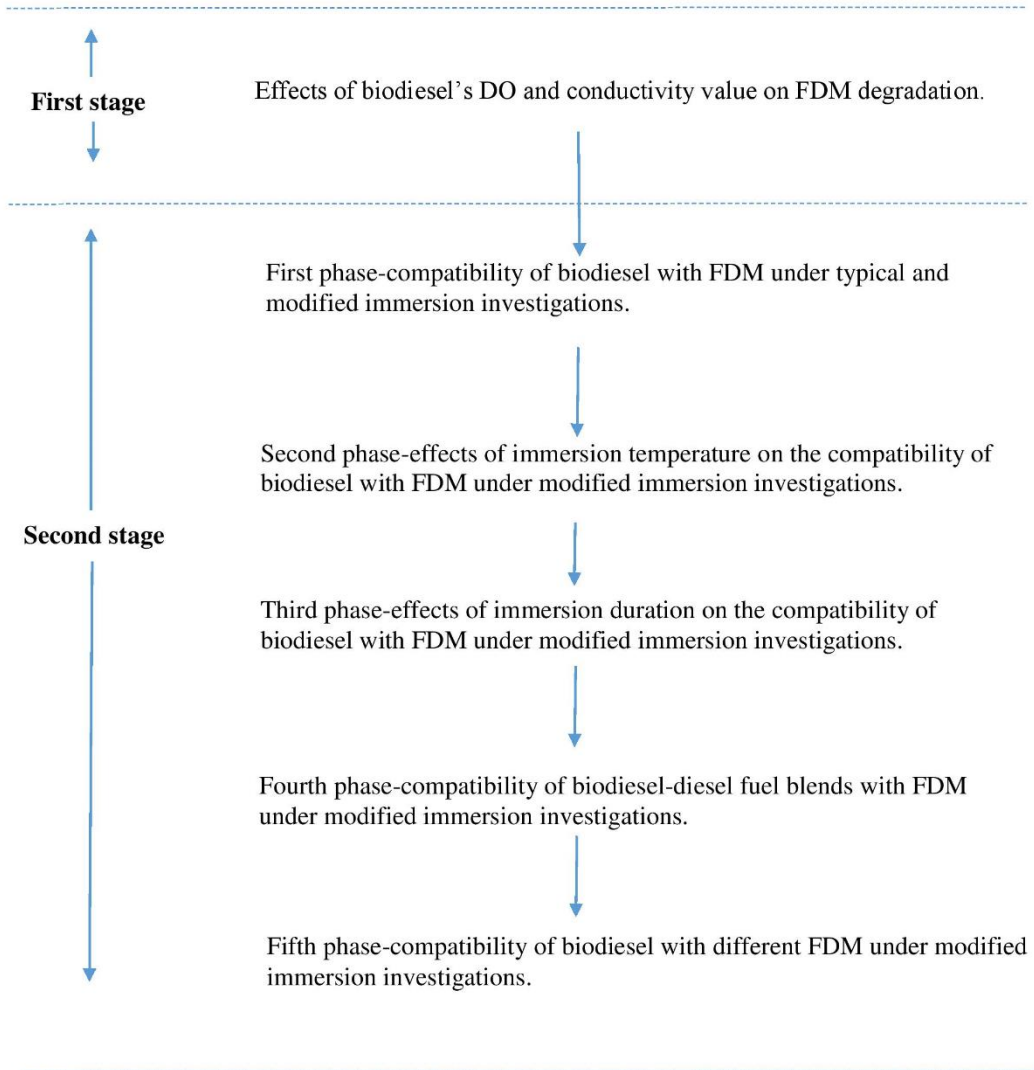 First stage
Effects of biodiesel's DO and conductivity value on FDM degradation.
First phase-compatibility of biodiesel with FDM under typical and
modified immersion investigations.
Second phase-effects of immersion temperature on the compatibility of
biodiesel with FDM under modified immersion investigations.
Second stage
Third phase-effects of immersion duration on the compatibility of
biodiesel with FDM under modified immersion investigations.
Fourth phase-compatibility of biodiesel-diesel fuel blends with FDM
under modified immersion investigations.
Fifth phase-compatibility of biodiesel with different FDM under modified
immersion investigations.